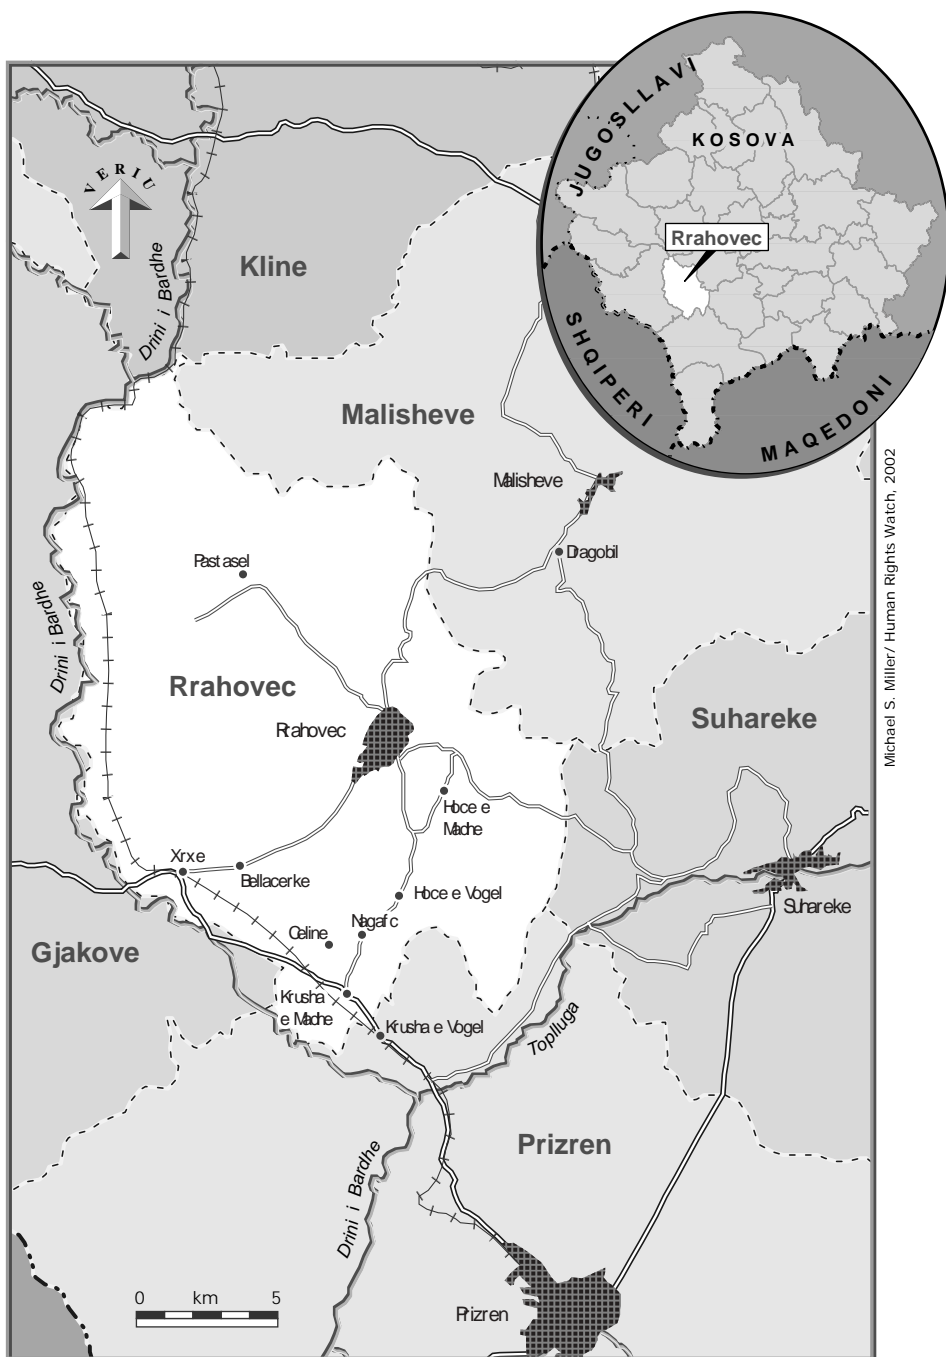 JUGOSLLAVI
KOSOVA
Rrahovec
SHQIPERI
MAQEDONI
VERIU
Drini i Bardhe
Kline
Malisheve
Malisheve
Dragobil
Pastasel
Drini i Bardhe
Rrahovec
Rrahovec
Suhareke
Hoce e
Madhe
Xrxe
Bellacerke
Hoce e Vogel
Suhareke
Celine
Nagafc
Gjakove
Krusha
e Madhe
Krusha e Vogel
Toplluga
Prizren
Drini i Bardhe
0 km 5
Prizren
Michael S. Miller/ Human Rights Watch, 2002